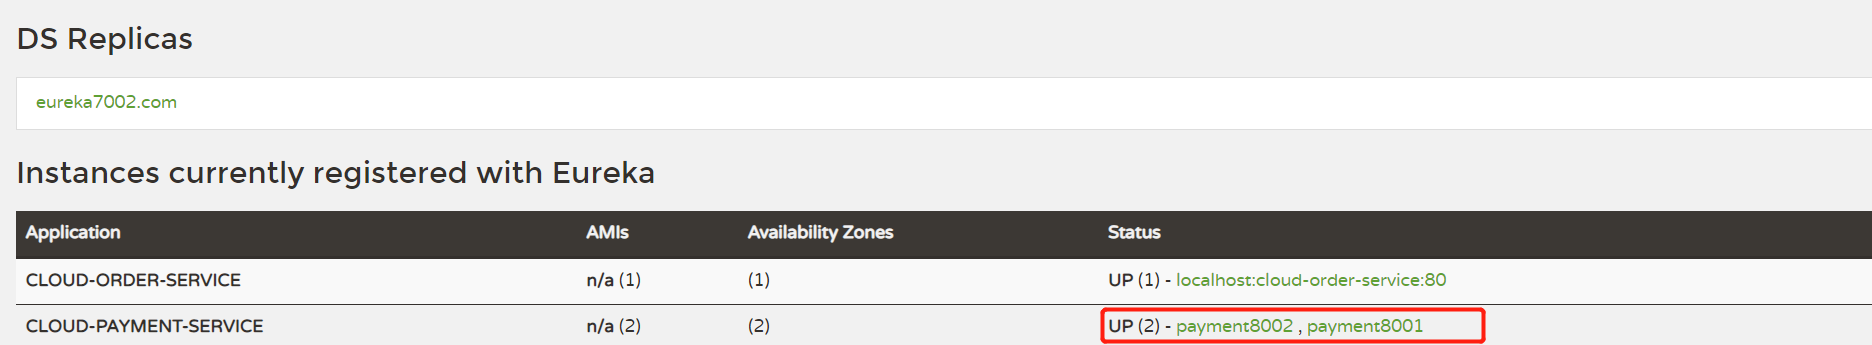 DS Replicas
eureka7002.com
Instances currently registered with Eureka
Application AMIs Availability Zones Status
CLOUD-ORDER-SERVICE n/a (1) (1) UP (1) - localhost:cloud-order-service:80
CLOUD-PAYMENT-SERVICE n/a (2) (2) UP (2) - payment8002 , payment8001